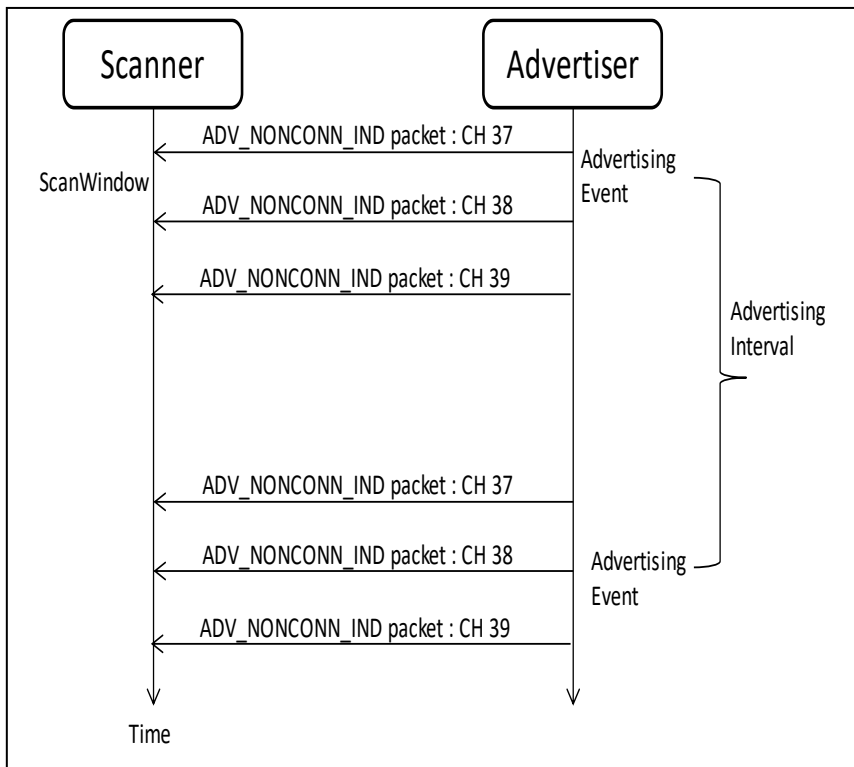 Scanner
Advertiser
ADV_NONCONN_IND packet : CH 37
Advertising
Event
ScanWindow
ADV_NONCONN_IND packet : CH 38
ADV_NONCONN_IND packet : CH 39
Advertising
Interval
ADV_NONCONN_IND packet : CH 37
ADV_NONCONN_IND packet : CH 38
Advertising
Event
ADV_NONCONN_IND packet : CH 39
Time